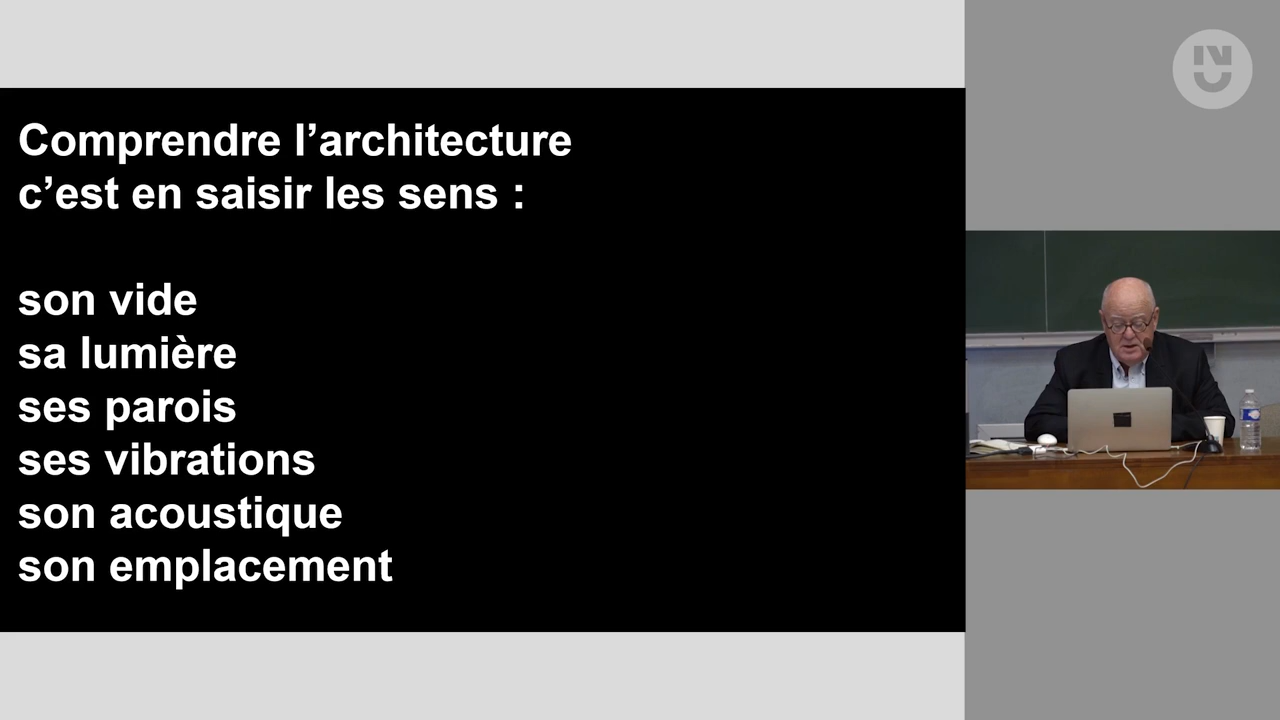 Comprendre l’architecture
c’est en saisir les sens :
son vide
sa lumière
ses parois
ses vibrations
son acoustique
son emplacement